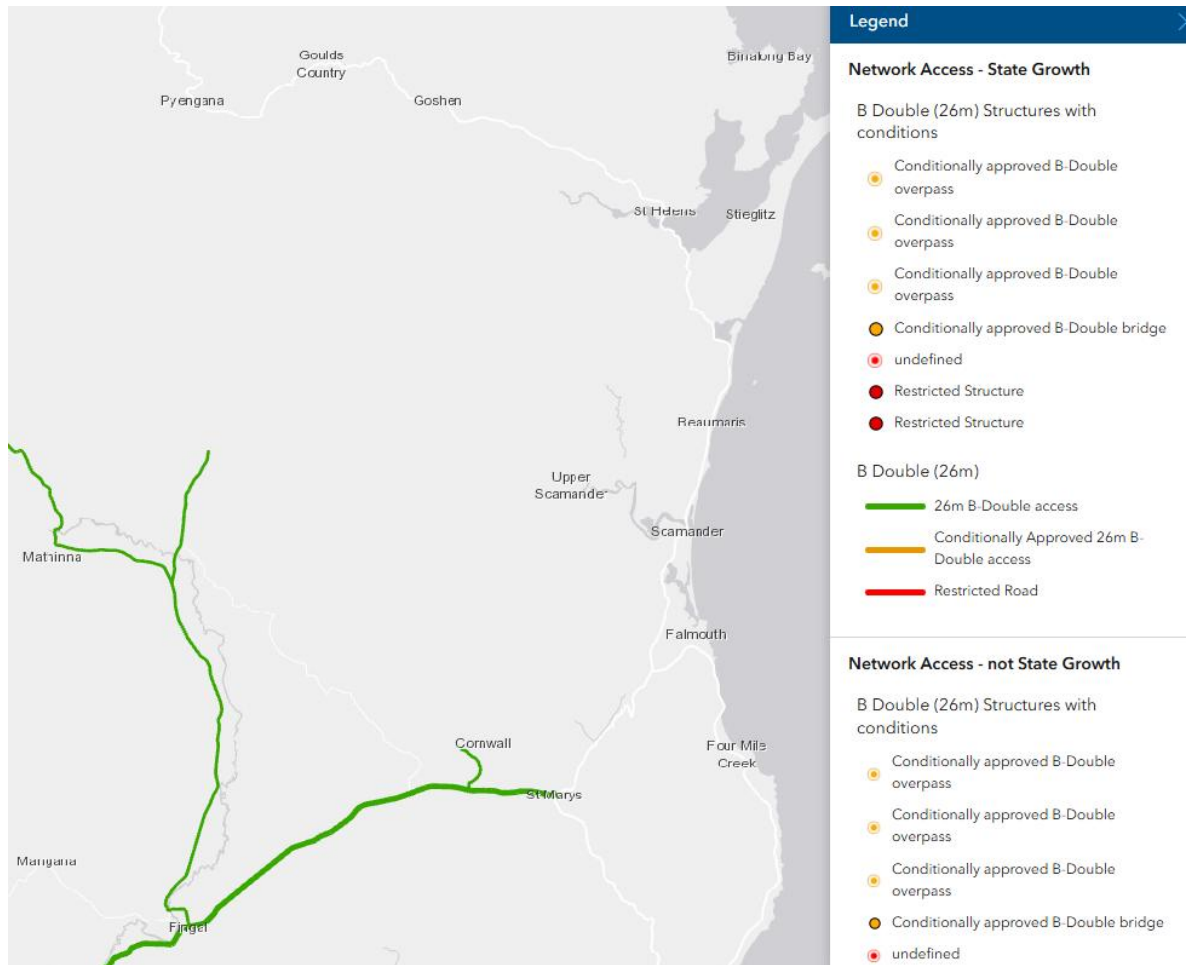 Goulds
Country
Binalong Bay
Pyengana
Goshen
St Helens
Stieglitz
Beaumaris
Upper
Scamander
Scamander
Mathinna
Falmouth
Cornwall
Four Mile
Creek
St Marys
Mangana
Fingal
Legend
Network Access - State Growth
B Double (26m) Structures with
conditions
Conditionally approved B-Double
overpass
Conditionally approved B-Double
overpass
Conditionally approved B-Double
overpass
Conditionally approved B-Double bridge
undefined
Restricted Structure
Restricted Structure
B Double (26m)
26m B-Double access
Conditionally Approved 26m B-
Double access
Restricted Road
Network Access - not State Growth
B Double (26m) Structures with
conditions
Conditionally approved B-Double
overpass
Conditionally approved B-Double
overpass
Conditionally approved B-Double
overpass
Conditionally approved B-Double bridge
undefined